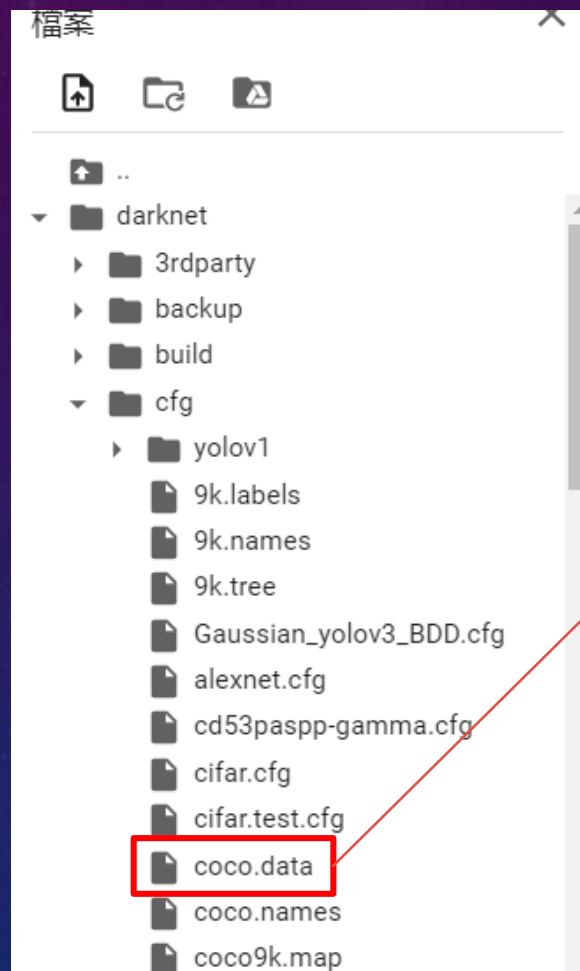 檔案
..
darknet
3rdparty
backup
build
cfg
yolov1
9k.labels
9k.names
9k.tree
Gaussian_yolov3_BDD.cfg
alexnet.cfg
cd53paspp-gamma.cfg
cifar.cfg
cifar.test.cfg
coco.data
coco.names
coco9k.map